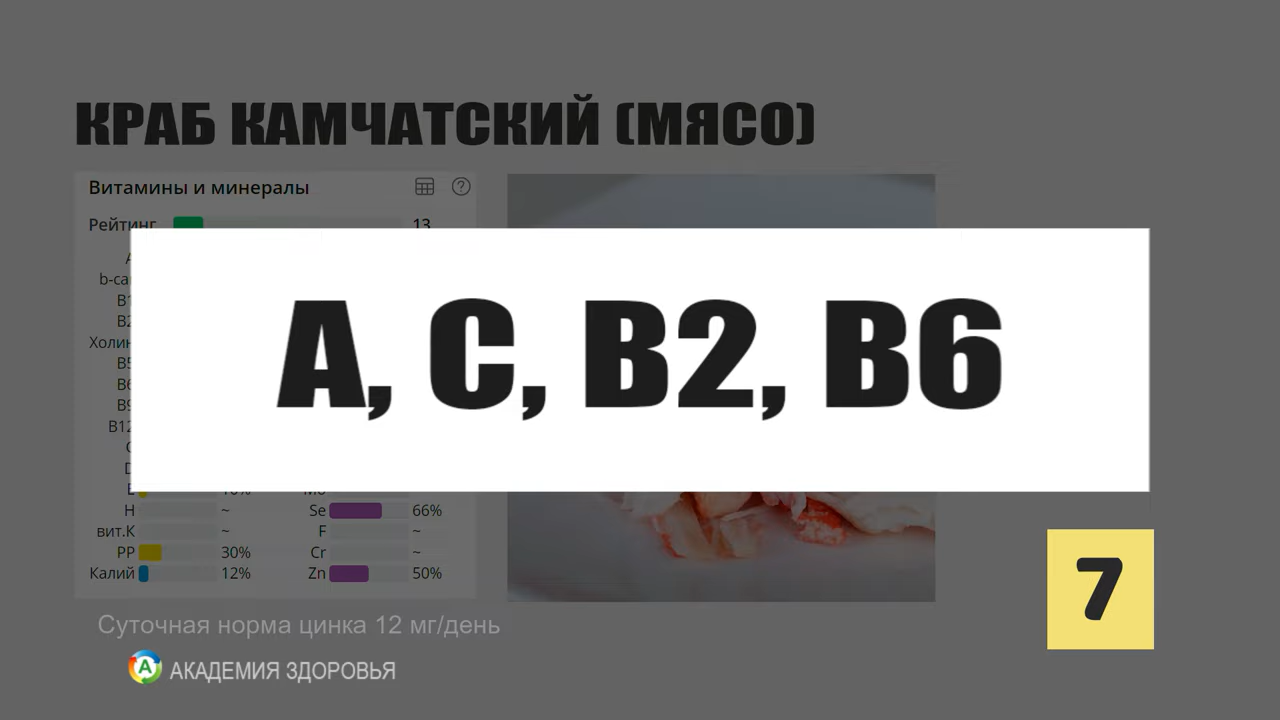 КРАБ КАМЧАТСКИЙ (МЯСО)
Витамины и минералы
Рейтинг 13
A, C, B2, B6
H ~ Se 66%
вит.К ~ F ~
PP 30% Cr ~
Калий 12% Zn 50%
7
Суточная норма цинка 12 мг/день
АКАДЕМИЯ ЗДОРОВЬЯ